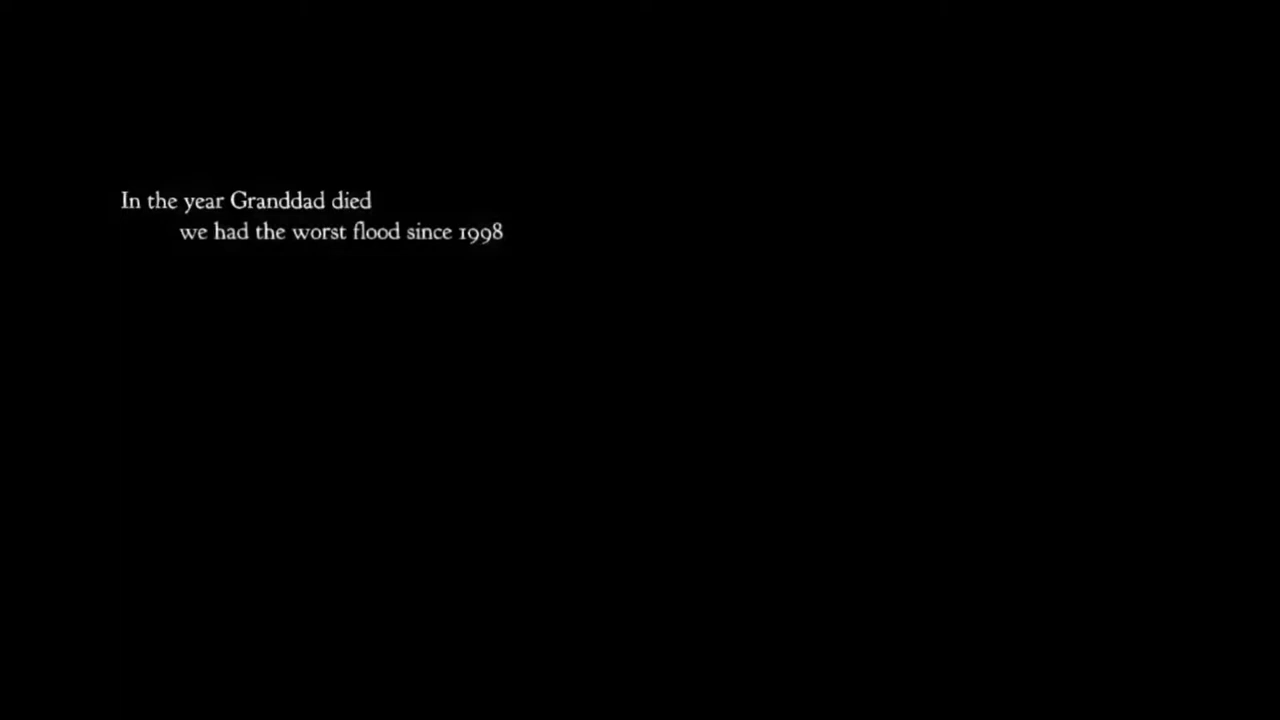 In the year Granddad died
we had the worst flood since 1998